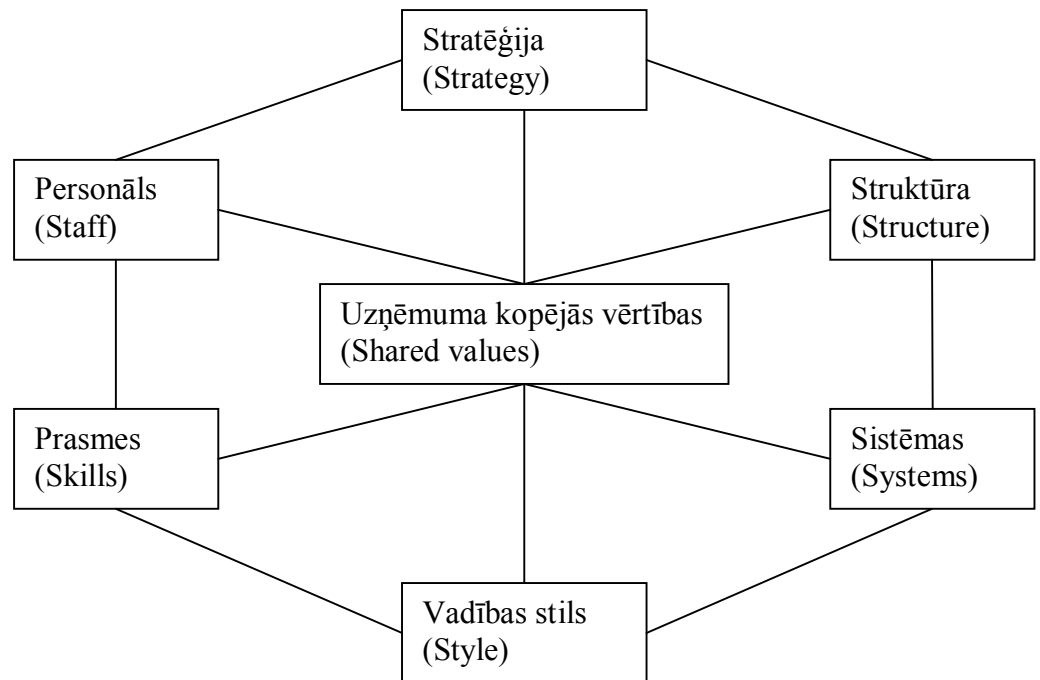 Stratēģija
(Strategy)
Personāls
(Staff)
Struktūra
(Structure)
Uzņēmuma kopējās vērtības
(Shared values)
Prasmes
(Skills)
Sistēmas
(Systems)
Vadības stils
(Style)